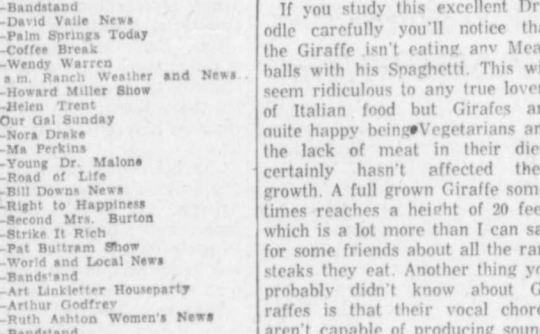 -Bandstand
-David Vaile News
-Palm Springs Today
-Coffee Break
-Wendy Warren
a.m. Ranch Weather and News..
-Howard Miller Show
-Helen Trent
Our Gal Sunday
-Nora Drake
-Ma Perkins
-Young Dr. Malone
-Road of Life
-Bill Downs News
-Right to Happiness
-Second Mrs. Burton
-Strike It Rich
-Pat Buttram Show
-World and Local News
-Bandstand
-Art Linkletter Houseparty
-Arthur Godfrey
-Ruth Ashton Women's News
-Bandstand
If you study this excellent Dr
odle carefully you'll notice tha
the Giraffe isn't eating any Mea
balls with his Spaghetti. This wi
seem ridiculous to any true love
of Italian food but Girafes ar
quite happy being Vegetarians an
the lack of meat in their die
certainly hasn't affected the
growth. A full grown Giraffe som
times reaches a height of 20 fee
which is a lot more than I can sa
for some friends about all the ra
steaks they eat. Another thing yo
probably didn't know about G
raffes is that their vocal chor
aren't capable of producing soun